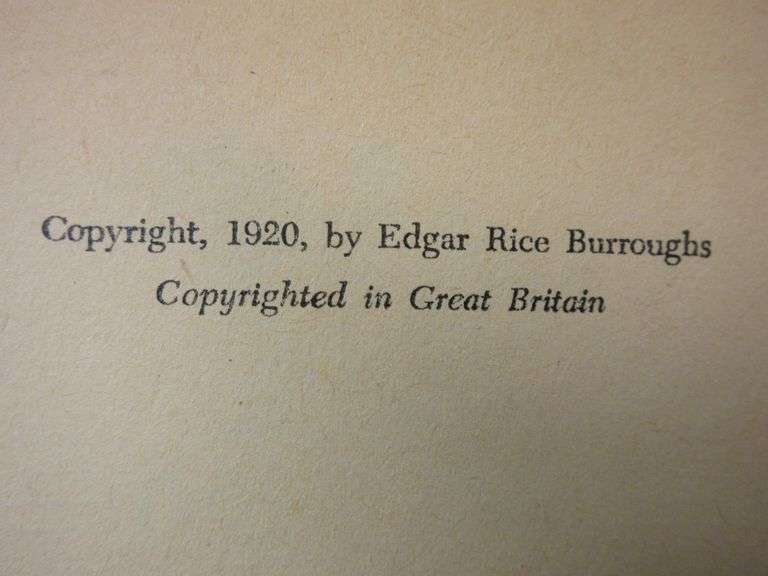 Copyright, 1920, by Edgar Rice Burroughs
Copyrighted in Great Britain